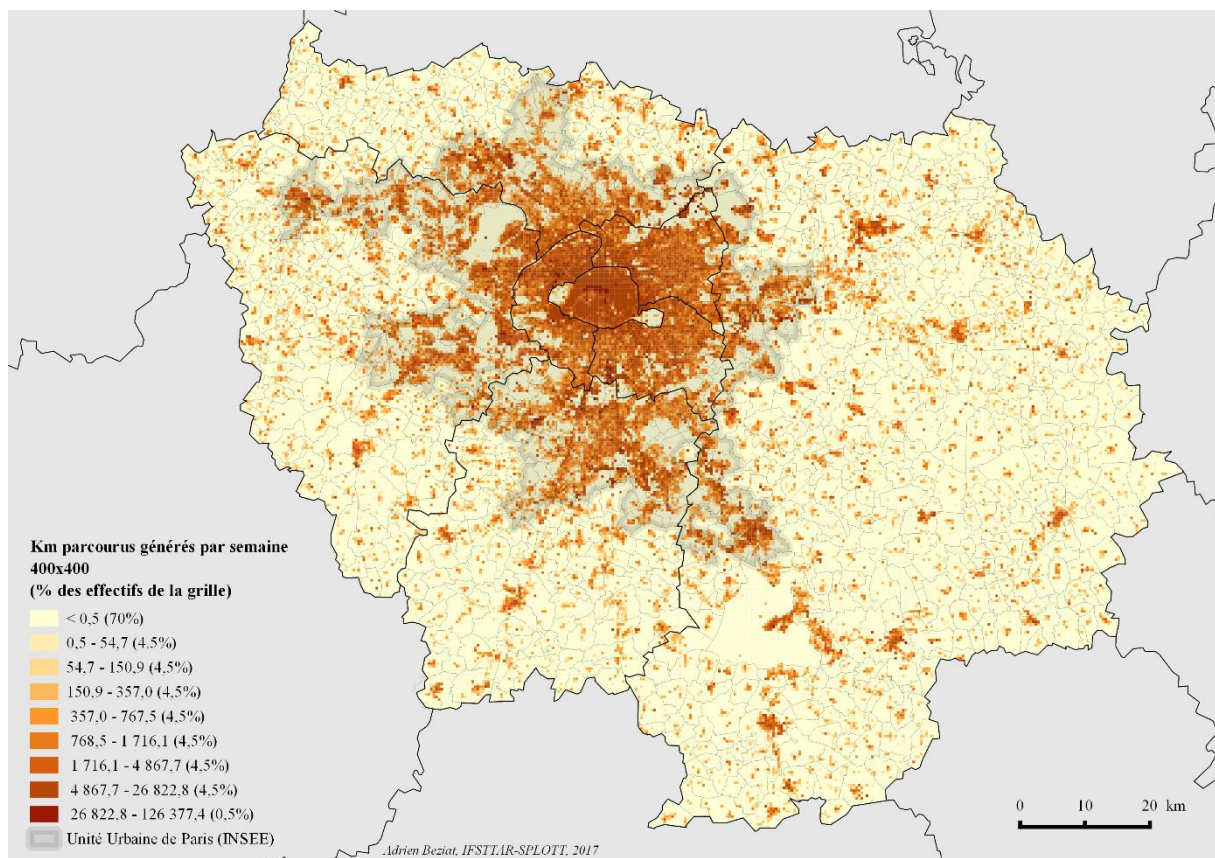 Km parcourus générés par semaine
400x400
(% des effectifs de la grille)
< 0,5 (70%)
0,5 - 54,7 (4.5%)
54,7 - 150,9 (4,5%)
150,9 - 357,0 (4,5%)
357,0 - 767,5 (4,5%)
768,5 - 1 716,1 (4,5%)
1 716,1 - 4 867,7 (4,5%)
4 867,7 - 26 822,8 (4,5%)
26 822,8 - 126 377,4 (0,5%)
Unité Urbaine de Paris (INSEE)
Adrien Beziat, IFSTTAR-SPLOTT, 2017
0 10 20 km